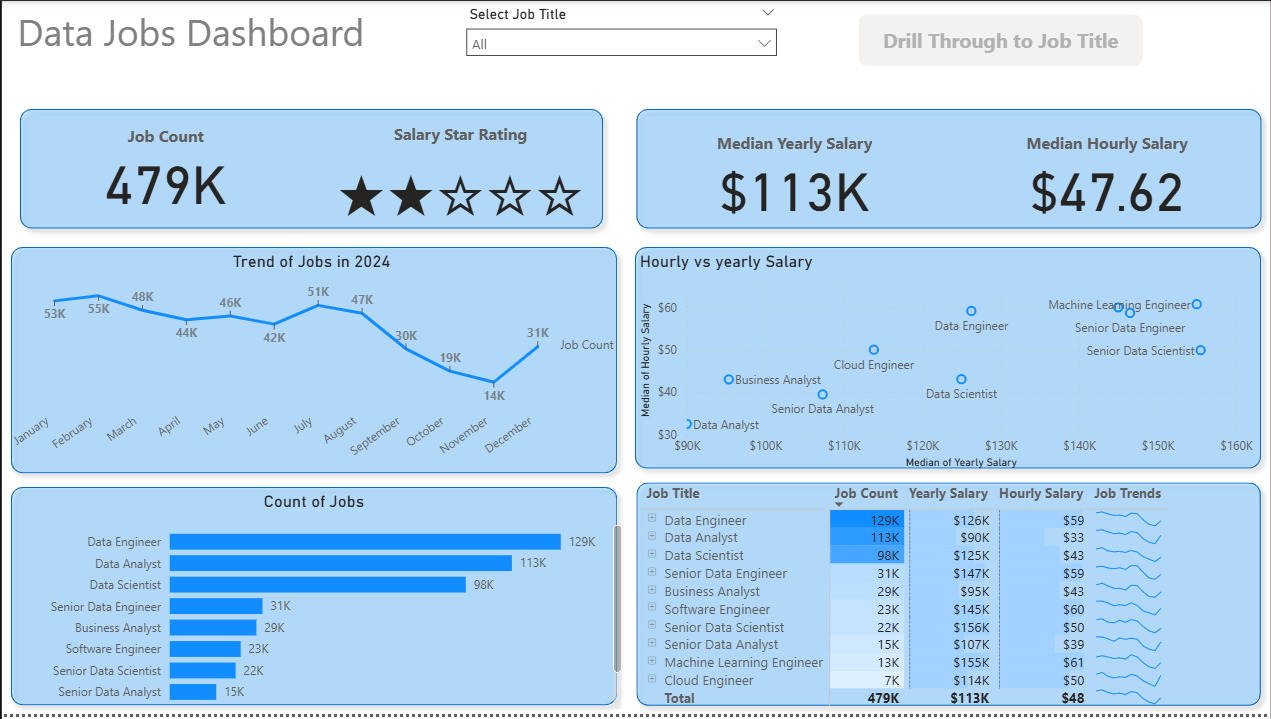 Data Jobs Dashboard
Select Job Title
All
Drill Through to Job Title
Job Count
479K
Salary Star Rating
Median Yearly Salary
$113K
Median Hourly Salary
$47.62
Trend of Jobs in 2024
53K
55K
48K
44K
46K
42K
51K
47K
30K
19K
14K
31K
Job Count
January
February
March
April
May
June
July
August
September
October
November
December
Hourly vs yearly Salary
Median of Hourly Salary
$60
$50
$40
$30
Machine Learning Engineer
Data Engineer
Senior Data Engineer
Senior Data Scientist
Cloud Engineer
Business Analyst
Data Scientist
Senior Data Analyst
Data Analyst
$90K
$100K
$110K
$120K
$130K
$140K
$150K
$160K
Median of Yearly Salary
Count of Jobs
Data Engineer 129K
Data Analyst 113K
Data Scientist 98K
Senior Data Engineer 31K
Business Analyst 29K
Software Engineer 23K
Senior Data Scientist 22K
Senior Data Analyst 15K
Job Title Job Count Yearly Salary Hourly Salary Job Trends
Data Engineer 129K $126K $59
Data Analyst 113K $90K $33
Data Scientist 98K $125K $43
Senior Data Engineer 31K $147K $59
Business Analyst 29K $95K $43
Software Engineer 23K $145K $60
Senior Data Scientist 22K $156K $50
Senior Data Analyst 15K $107K $39
Machine Learning Engineer 13K $155K $61
Cloud Engineer 7K $114K $50
Total 479K $113K $48